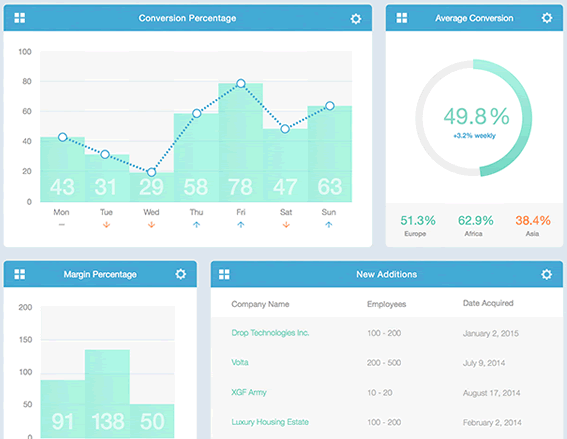 Conversion Percentage
100
80
60
40
20
0
43 31 29 58 78 47 63
Mon Tue Wed Thu Fri Sat Sun
Average Conversion
49.8%
+3.2% weekly
51.3% 62.9% 38.4%
Europe Africa Asia
Margin Percentage
200
150
100
50
91 138 50
New Additions
Company Name Employees Date Acquired
Drop Technologies Inc. 100 - 200 January 2, 2015
Volta 200 - 500 July 9, 2014
XGF Army 10 - 20 August 17, 2014
Luxury Housing Estate 100 - 200 February 2, 2014